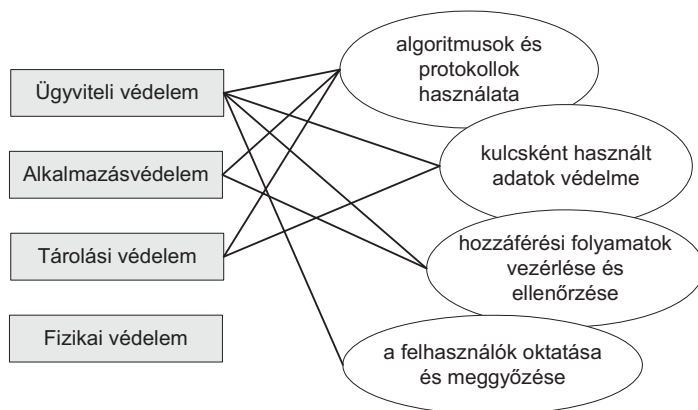 Ügyviteli védelem
Alkalmazásvédelem
Tárolási védelem
Fizikai védelem
algoritmusok és
protokollok
használata
kulcsként használt
adatok védelme
hozzáférési folyamatok
vezérlése és
ellenőrzése
a felhasználók oktatása
és meggyőzése